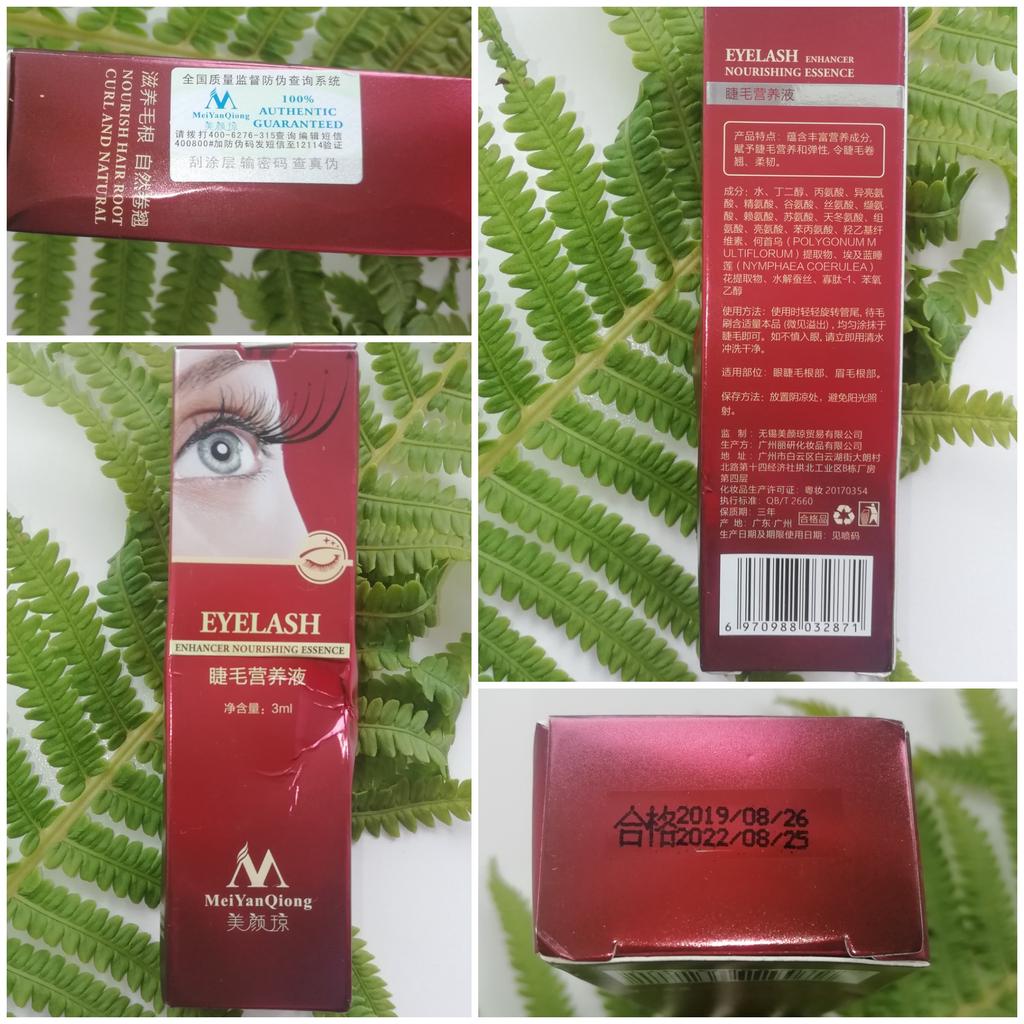 滋养毛根 自然卷翘
NOURISH HAIR ROOT
CURL AND NATURAL
全国质量监督防伪查询系统
MeiYanQiong
美颜琼
100%
AUTHENTIC
GUARANTEED
请拨打400-6276-315查询编辑短信
400800#加防伪码发短信至12114验证
刮涂层 输密码 查真伪
EYELASH ENHANCER
NOURISHING ESSENCE
睫毛营养液
产品特点：蕴含丰富营养成分,
赋予睫毛营养和弹性,令睫毛卷
翘、柔韧。
成分：水、丁二醇、丙氨酸、异亮氨
酸、精氨酸、谷氨酸、丝氨酸、缬氨
酸、赖氨酸、苏氨酸、天冬氨酸、组
氨酸、亮氨酸、苯丙氨酸、羟乙基纤
维素、何首乌（POLYGONUM M
ULTIFLORUM）提取物、埃及蓝睡
莲（NYMPHAEA COERULEA）
花提取物、水解蚕丝、寡肽-1、苯氧
乙醇
使用方法：使用时轻轻旋转管尾,待毛
刷含适量本品(微见溢出),均匀涂抹于
睫毛即可。如不慎入眼,请立即用清水
冲洗干净。
适用部位：眼睫毛根部、眉毛根部。
保存方法：放置阴凉处，避免阳光照
射。
监 制：无锡美颜琼贸易有限公司
生产方：广州丽研化妆品有限公司
地 址：广州市白云区白云湖街大朗村
北路第十四经济社拱北工业区B栋厂房
第四层
化妆品生产许可证：粤妆 20170354
执行标准：QB/T 2660
保质期：三年
产 地：广东 广州 合格品
生产日期及期限使用日期：见喷码
6 970988 032871
EYELASH
ENHANCER NOURISHING ESSENCE
睫毛营养液
净含量：3ml
MeiYanQiong
美颜琼
合格2019/08/26
2022/08/25